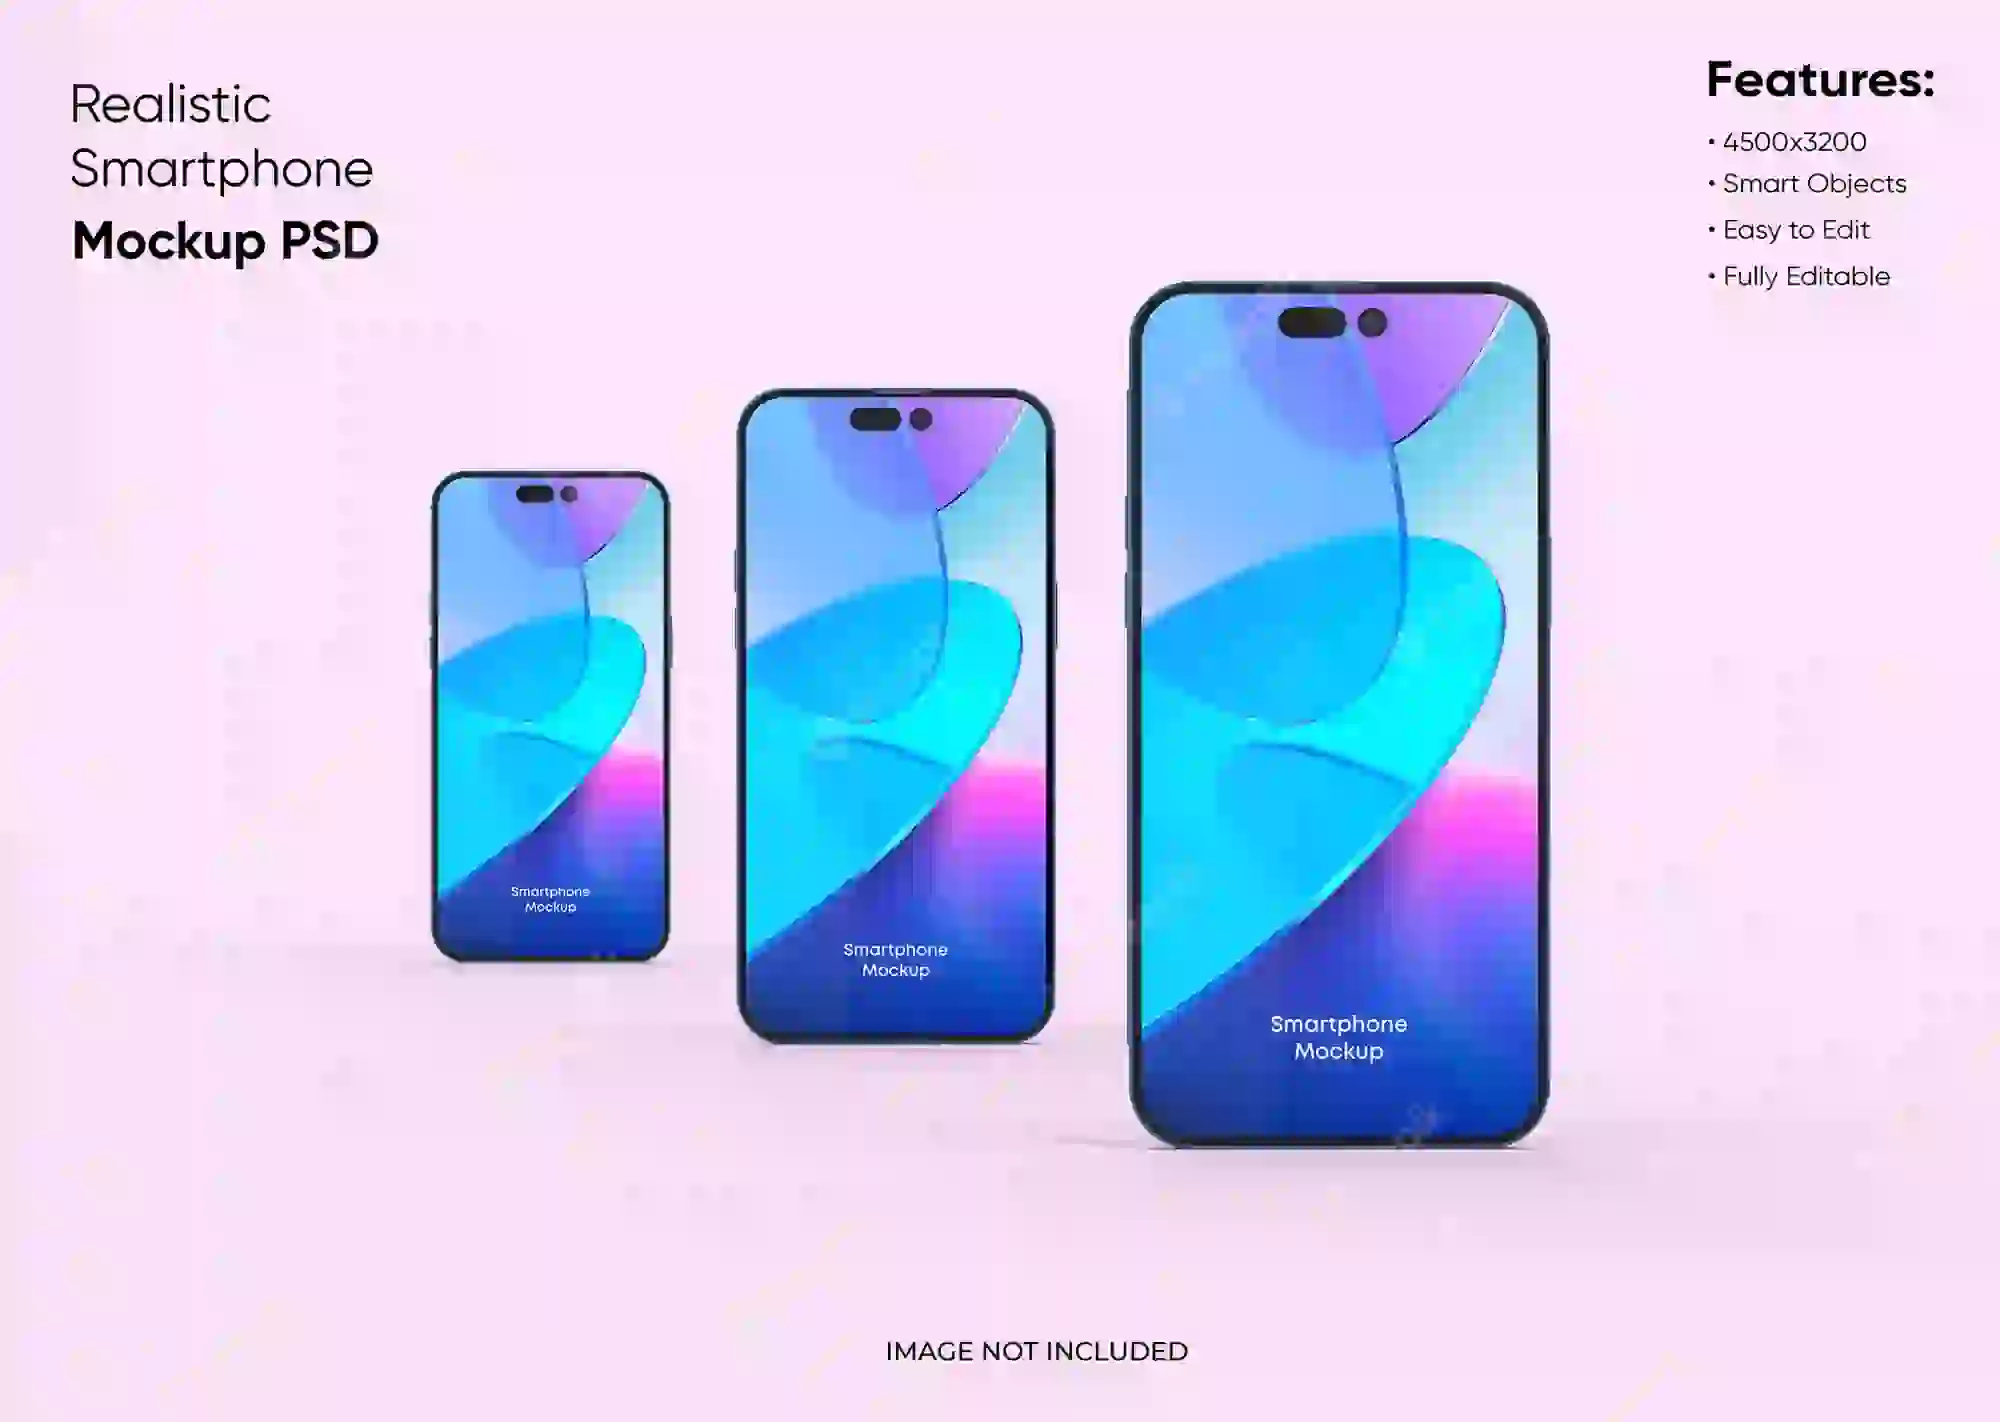 Realistic
Smartphone
Mockup PSD
Features:
• 4500x3200
• Smart Objects
• Easy to Edit
• Fully Editable
Smartphone
Mockup
Smartphone
Mockup
Smartphone
Mockup
IMAGE NOT INCLUDED